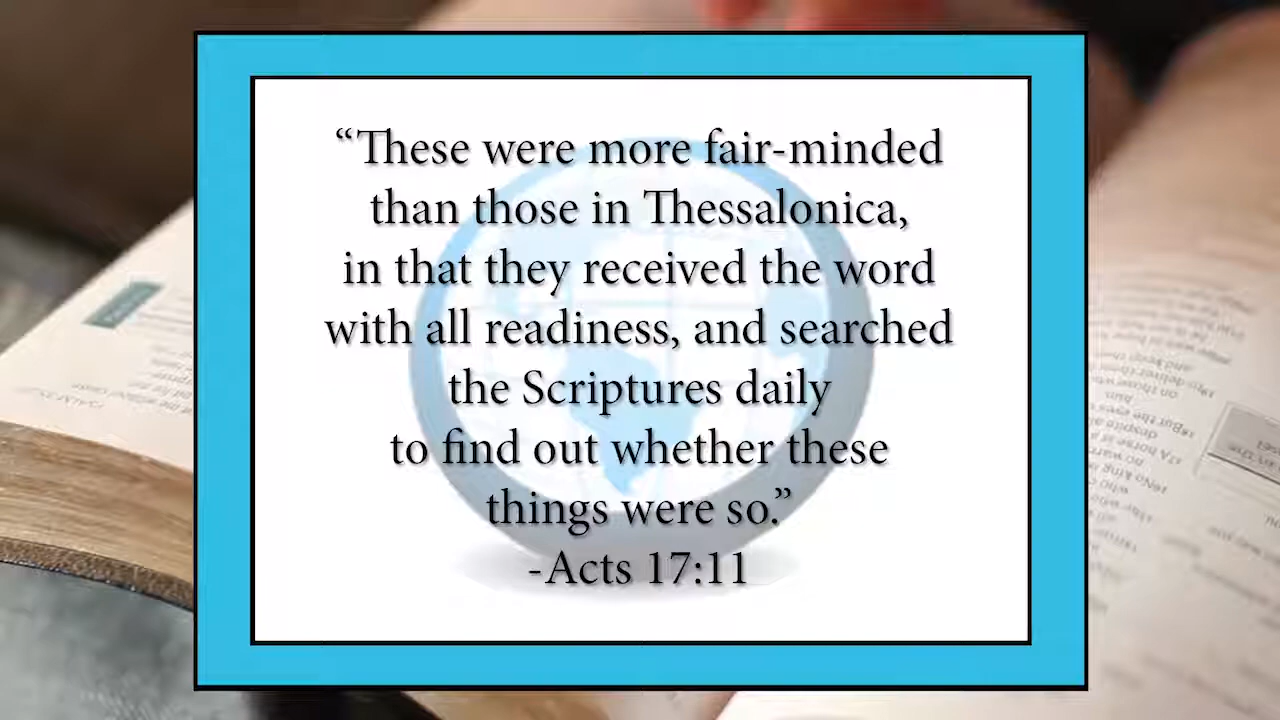 “These were more fair-minded
than those in Thessalonica,
in that they received the word
with all readiness, and searched
the Scriptures daily
to find out whether these
things were so.”
-Acts 17:11